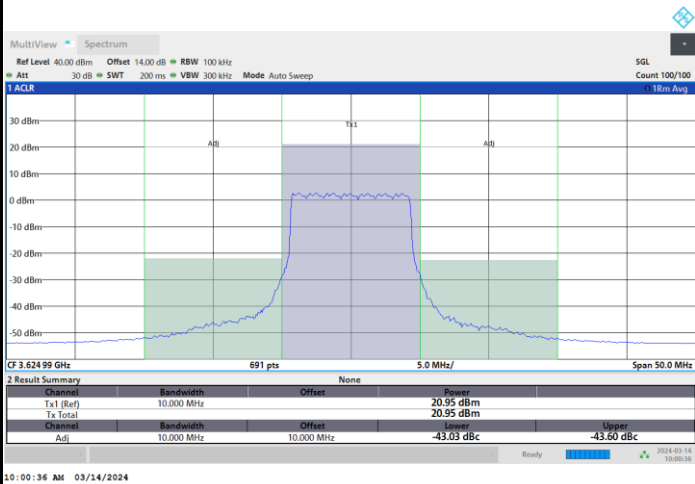 MultiView Spectrum
Ref Level 40.00 dBm Offset 14.00 dB RBW 100 kHz SGL
Att 30 dB SWT 200 ms VBW 300 kHz Mode Auto Sweep Count 100/100
1 ACLR 1Rm Avg
30 dBm
Tx1
20 dBm
Adj Adj
10 dBm
0 dBm
-10 dBm
-20 dBm
-30 dBm
-40 dBm
-50 dBm
CF 3.624 99 GHz 691 pts 5.0 MHz/ Span 50.0 MHz
2 Result Summary None
Channel Bandwidth Offset Power
Tx1 (Ref) 10.000 MHz 20.95 dBm
Tx Total 20.95 dBm
Channel Bandwidth Offset Lower Upper
Adj 10.000 MHz 10.000 MHz -43.03 dBc -43.60 dBc
Ready 2024-03-14
10:00:36
10:00:36 AM 03/14/2024